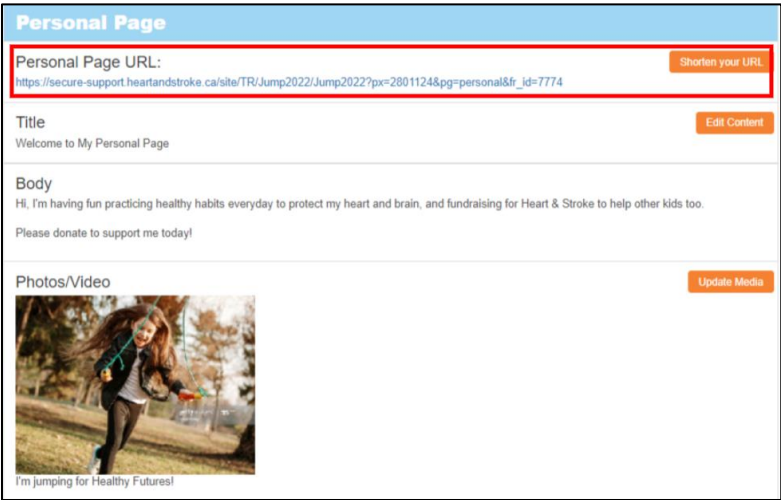 Personal Page
Personal Page URL:
Shorten your URL
https://secure-support.heartandstroke.ca/site/TR/Jump2022/Jump2022?px=2801124&pg=personal&fr_id=7774
Title
Edit Content
Welcome to My Personal Page
Body
Hi, I'm having fun practicing healthy habits everyday to protect my heart and brain, and fundraising for Heart & Stroke to help other kids too.
Please donate to support me today!
Photos/Video
Update Media
I'm jumping for Healthy Futures!